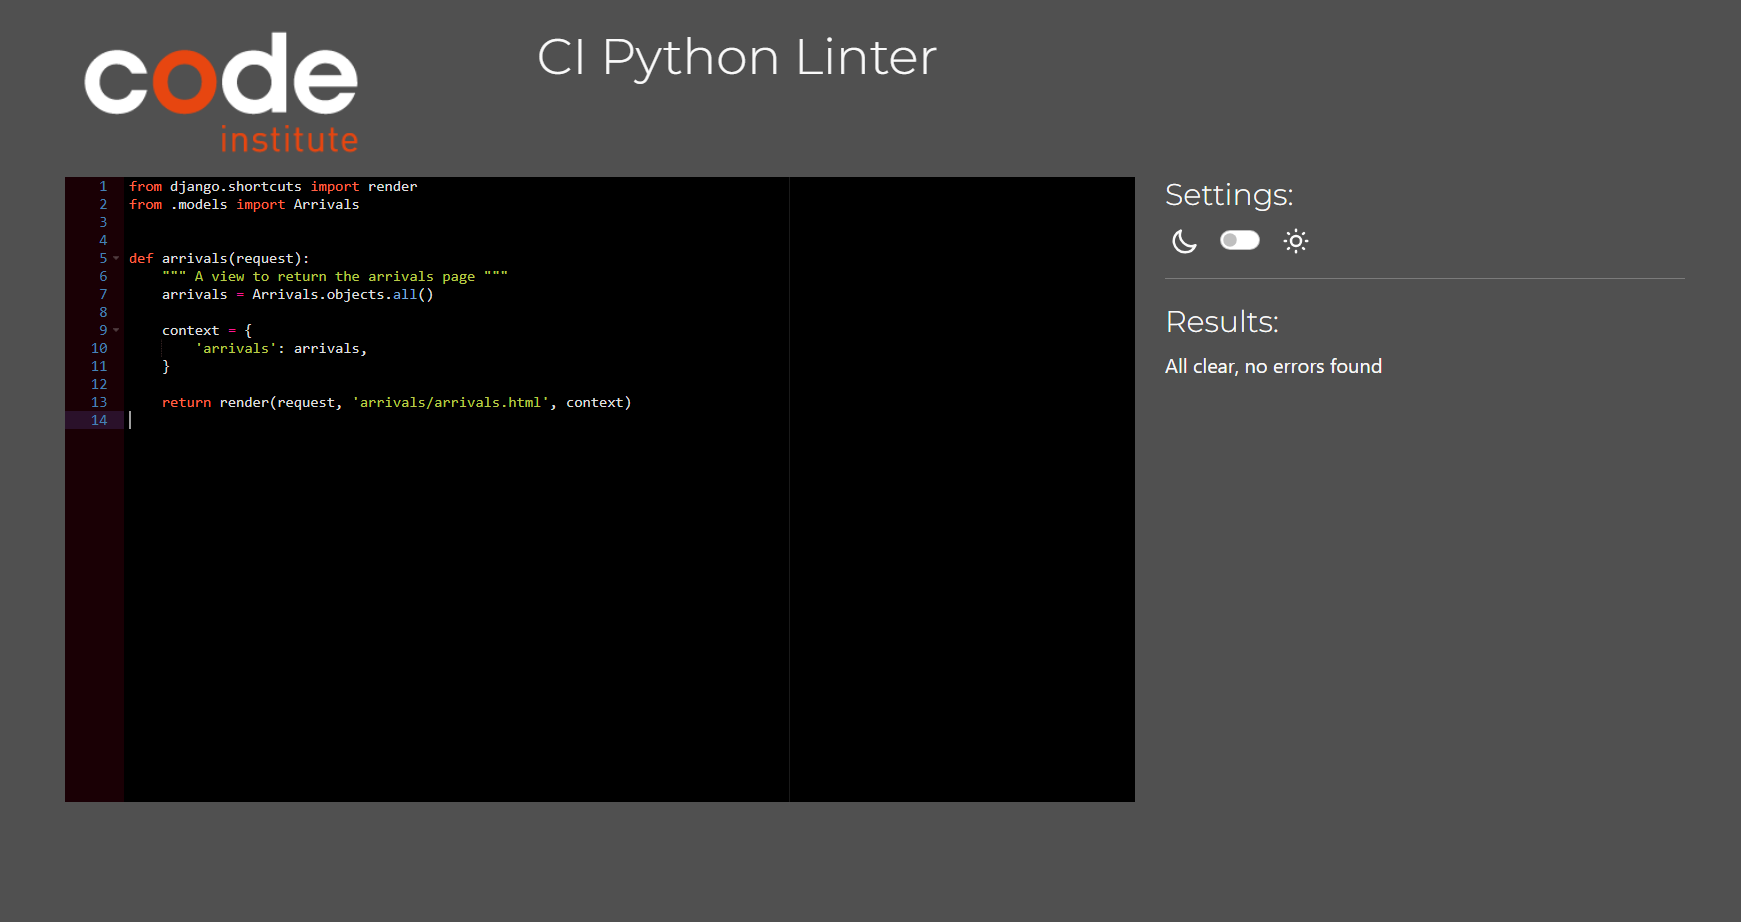 code
institute
CI Python Linter
1 from django.shortcuts import render
2 from .models import Arrivals
3
4
5 def arrivals(request):
6     """ A view to return the arrivals page """
7     arrivals = Arrivals.objects.all()
8
9     context = {
10         'arrivals': arrivals,
11     }
12
13     return render(request, 'arrivals/arrivals.html', context)
14
Settings:
Results:
All clear, no errors found